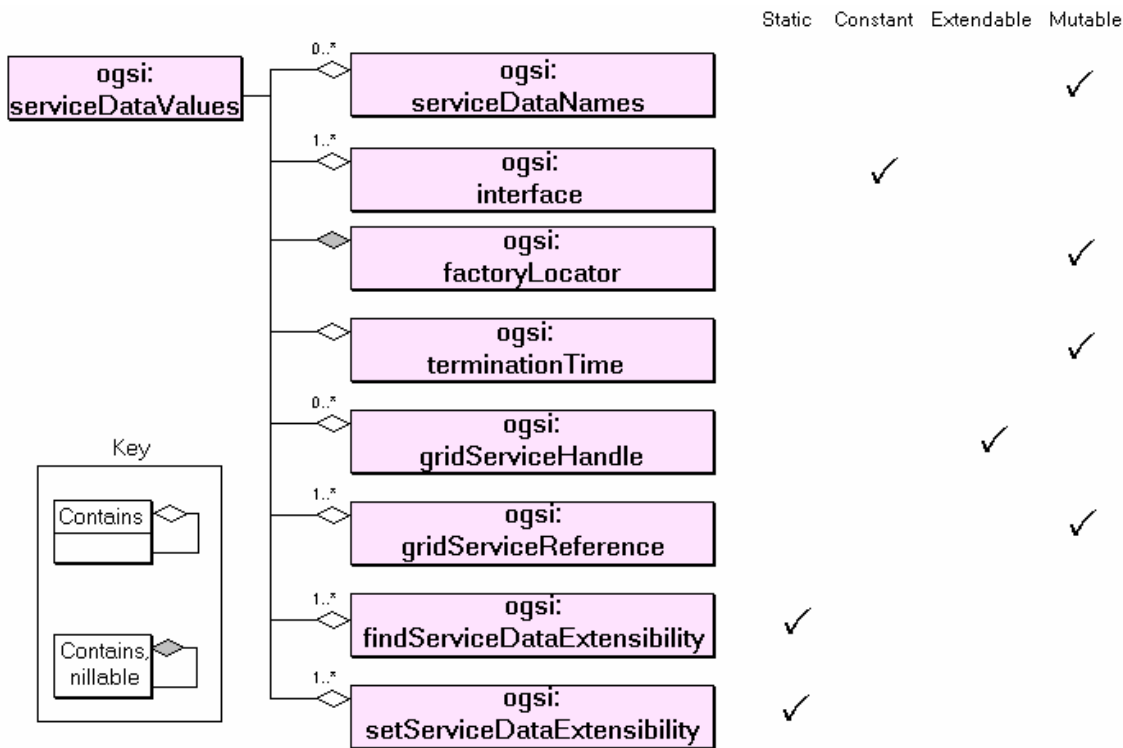 Static Constant Extendable Mutable
ogsi:
serviceDataValues
0..*
ogsi:
serviceDataNames
1..*
ogsi:
interface
ogsi:
factoryLocator
ogsi:
terminationTime
0..*
ogsi:
gridServiceHandle
1..*
ogsi:
gridServiceReference
1..*
ogsi:
findServiceDataExtensibility
1..*
ogsi:
setServiceDataExtensibility
Key
Contains
Contains,
nillable